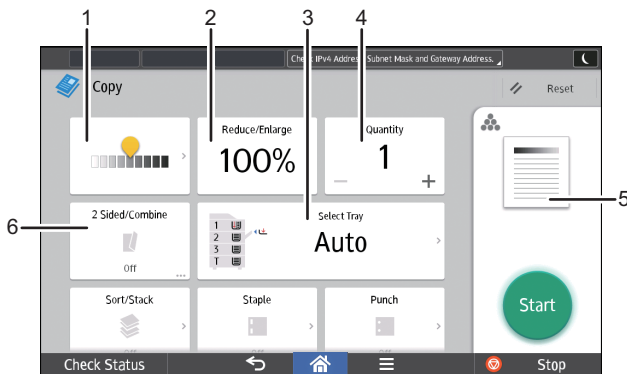 1
2
3
4
Check IPv4 Address, Subnet Mask and Gateway Address.
Copy
Reset
Reduce/Enlarge
100%
Quantity
1
5
6
2 Sided/Combine
Off
1
2
3
T
Select Tray
Auto
Sort/Stack
Staple
Punch
Start
Check Status
Stop